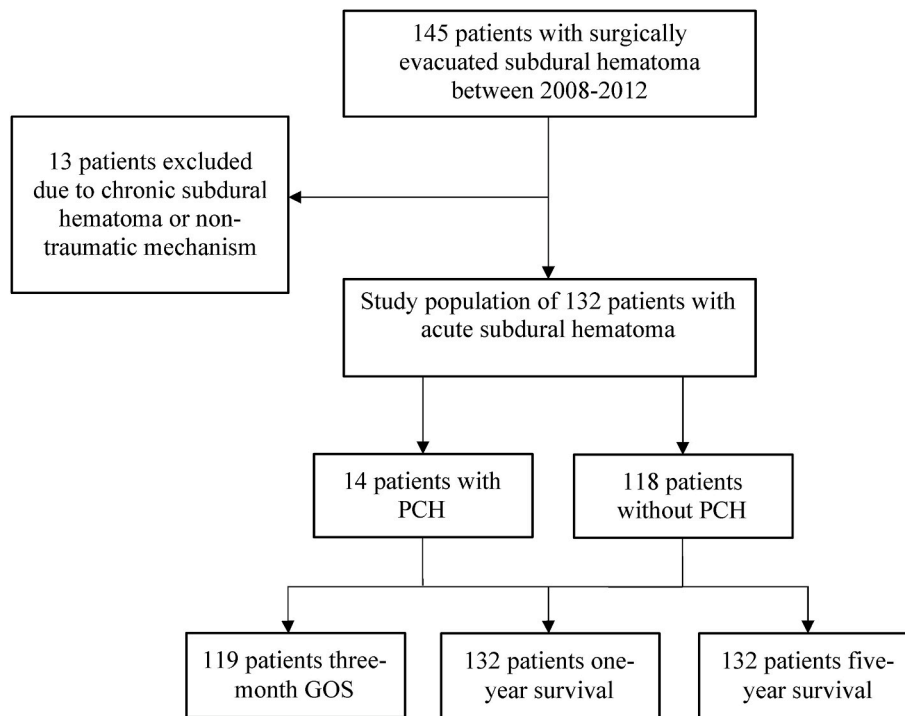 145 patients with surgically
evacuated subdural hematoma
between 2008-2012
13 patients excluded
due to chronic subdural
hematoma or non-
traumatic mechanism
Study population of 132 patients with
acute subdural hematoma
14 patients with
PCH
118 patients
without PCH
119 patients three-
month GOS
132 patients one-
year survival
132 patients five-
year survival